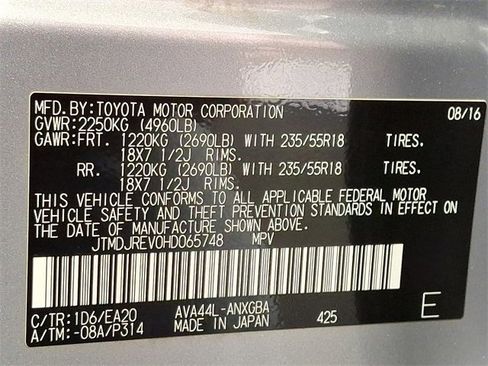 MFD.BY:TOYOTA MOTOR CORPORATION 08/16
GVWR:2250KG (4960LB)
GAWR:FRT. 1220KG (2690LB) WITH 235/55R18 TIRES.
18X7 1/2J RIMS.
RR. 1220KG (2690LB) WITH 235/55R18 TIRES.
18X7 1/2J RIMS.
THIS VEHICLE CONFORMS TO ALL APPLICABLE FEDERAL MOTOR
VEHICLE SAFETY AND THEFT PREVENTION STANDARDS IN EFFECT ON
THE DATE OF MANUFACTURE SHOWN ABOVE.
JTMDJREV0HD065748 MPV
C/TR:1D6/EA20 AVA44L-ANXGBA
A/TM:-08A/P314 MADE IN JAPAN 425 E